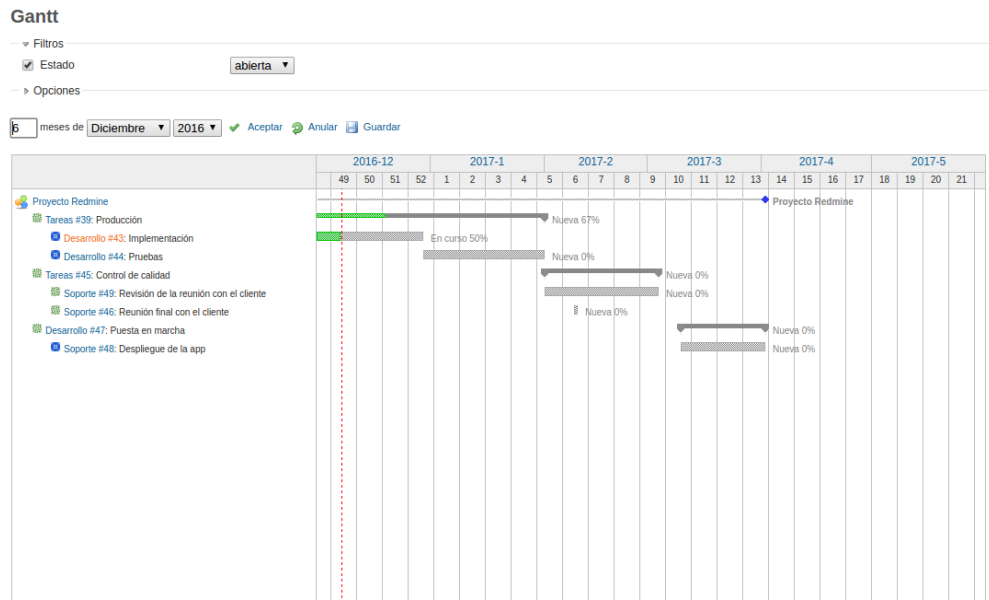 Gantt
Filtros
Estado abierta
Opciones
6 meses de Diciembre 2016 Aceptar Anular Guardar
2016-12 2017-1 2017-2 2017-3 2017-4 2017-5
49 50 51 52 1 2 3 4 5 6 7 8 9 10 11 12 13 14 15 16 17 18 19 20 21
Proyecto Redmine Proyecto Redmine
Tareas #39: Producción Nueva 67%
Desarrollo #43: Implementación En curso 50%
Desarrollo #44: Pruebas Nueva 0%
Tareas #45: Control de calidad Nueva 0%
Soporte #49: Revisión de la reunión con el cliente Nueva 0%
Soporte #46: Reunión final con el cliente Nueva 0%
Desarrollo #47: Puesta en marcha Nueva 0%
Soporte #48: Despliegue de la app Nueva 0%